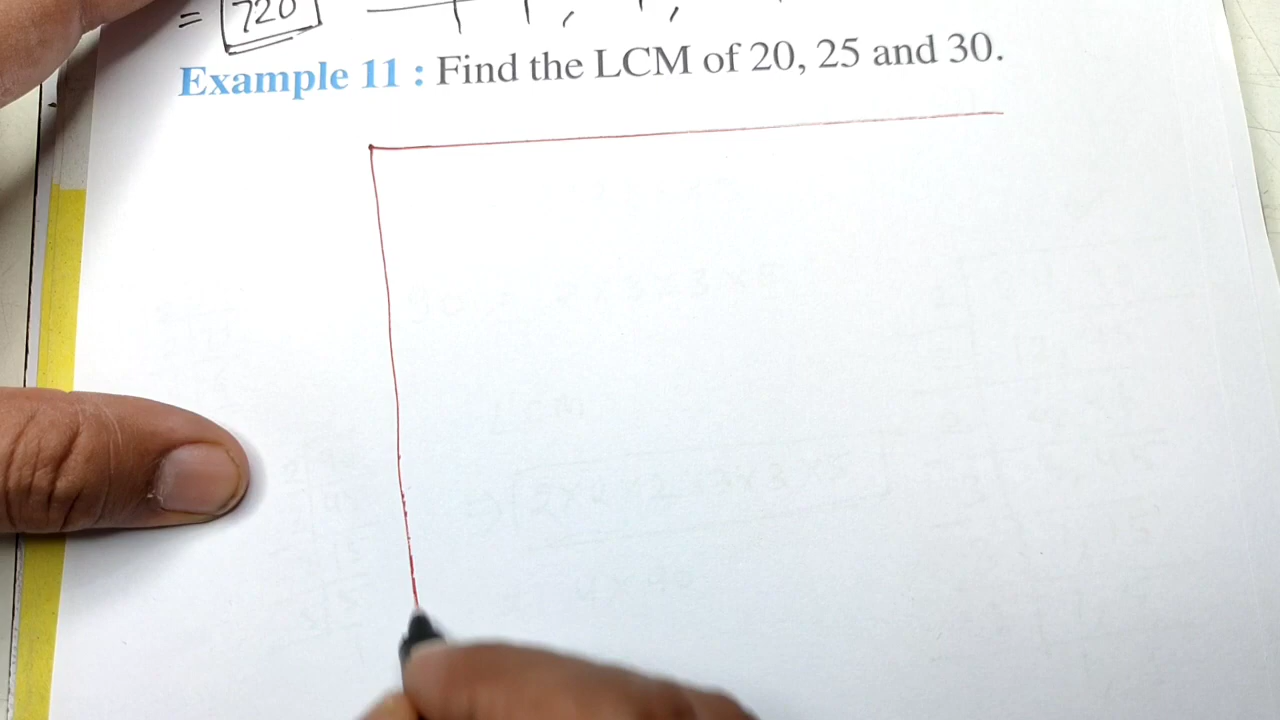 = 720
Example 11 : Find the LCM of 20, 25 and 30.